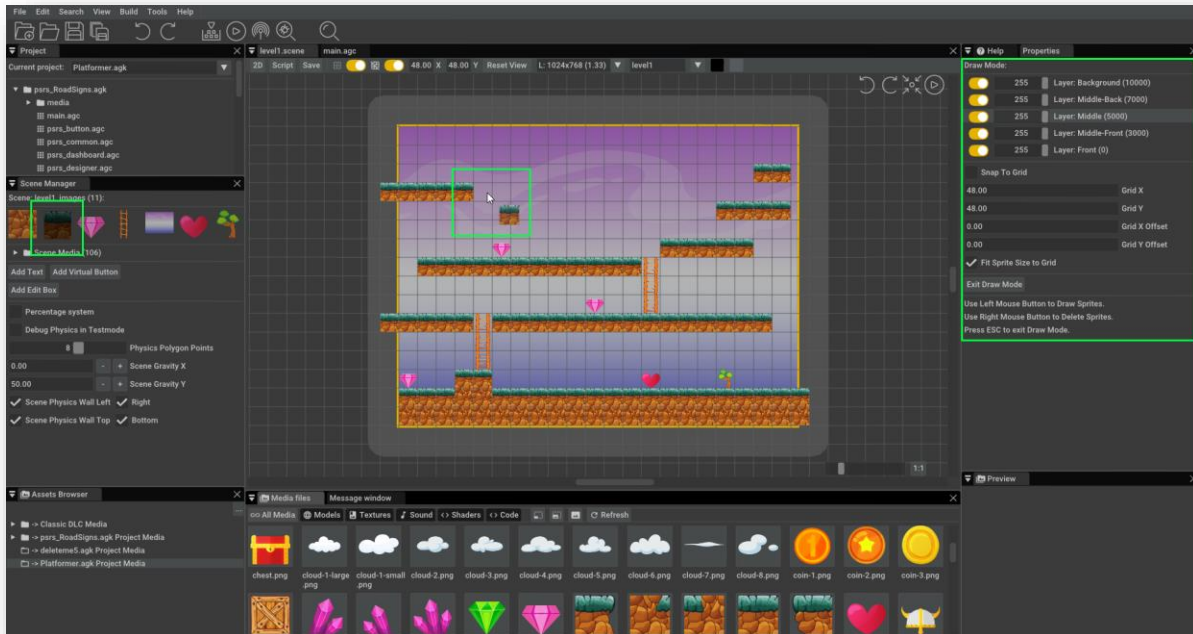 File Edit Search View Build Tools Help
Project
Current project: Platformer.agk
psrs_RoadSigns.agk
media
main.agc
psrs_button.agc
psrs_common.agc
psrs_dashboard.agc
psrs_designer.agc
Scene Manager
Scene: level1, images (11):
Scene Media (106)
Add Text Add Virtual Button
Add Edit Box
Percentage system
Debug Physics in Testmode
8 Physics Polygon Points
0.00 - + Scene Gravity X
50.00 - + Scene Gravity Y
Scene Physics Wall Left Right
Scene Physics Wall Top Bottom
Assets Browser
-> Classic DLC Media
-> psrs_RoadSigns.agk Project Media
-> deleteme5.agk Project Media
-> Platformer.agk Project Media
level1.scene main.agc
2D Script Save 48.00 X 48.00 Y Reset View L: 1024x768 (1.33) level1
1:1
Media files Message window
All Media Models Textures Sound <> Shaders <> Code Refresh
chest.png cloud-1-large.png cloud-1-small.png cloud-2.png cloud-3.png cloud-4.png cloud-5.png cloud-6.png cloud-7.png cloud-8.png coin-1.png coin-2.png coin-3.png
Help Properties
Draw Mode:
255 Layer: Background (10000)
255 Layer: Middle-Back (7000)
255 Layer: Middle (5000)
255 Layer: Middle-Front (3000)
255 Layer: Front (0)
Snap To Grid
48.00 Grid X
48.00 Grid Y
0.00 Grid X Offset
0.00 Grid Y Offset
Fit Sprite Size to Grid
Exit Draw Mode
Use Left Mouse Button to Draw Sprites.
Use Right Mouse Button to Delete Sprites.
Press ESC to exit Draw Mode.
Preview